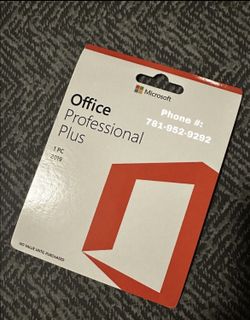 Microsoft
Phone #:
781-952-9292
Office
Professional
Plus
1 PC
2019
NO VALUE UNTIL PURCHASED